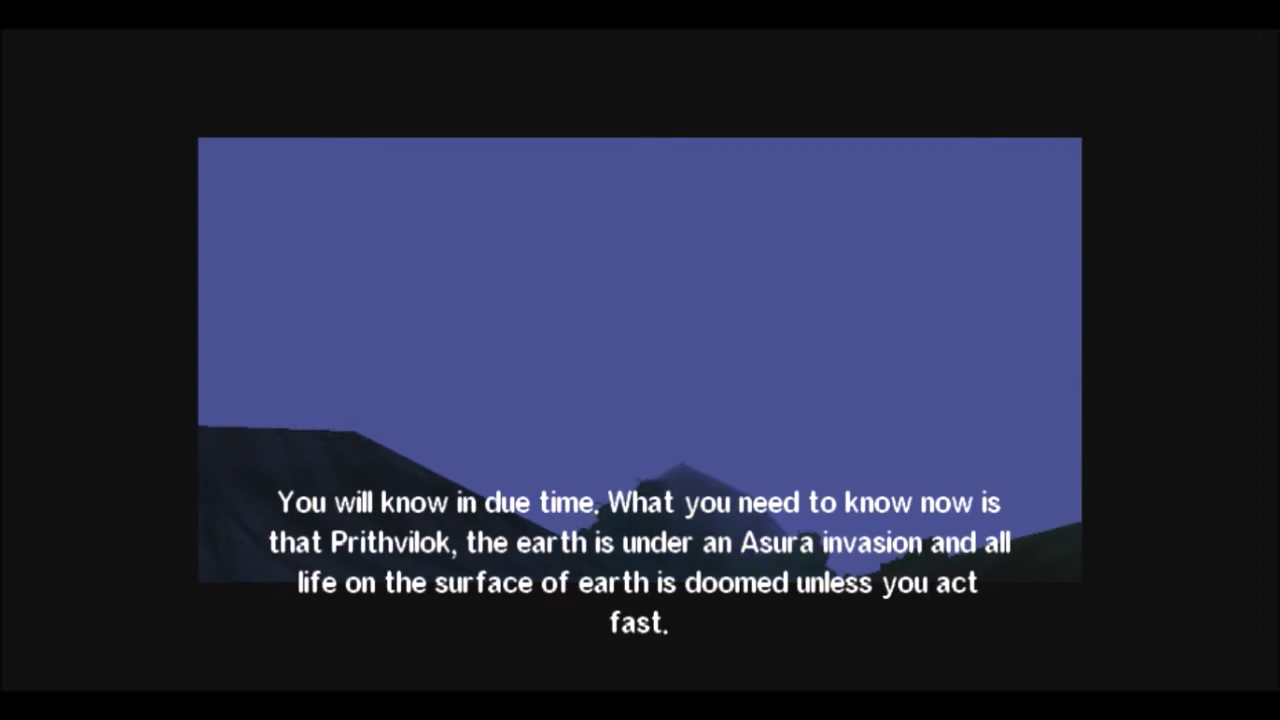 You will know in due time. What you need to know now is
that Prithvilok, the earth is under an Asura invasion and all
life on the surface of earth is doomed unless you act
fast.